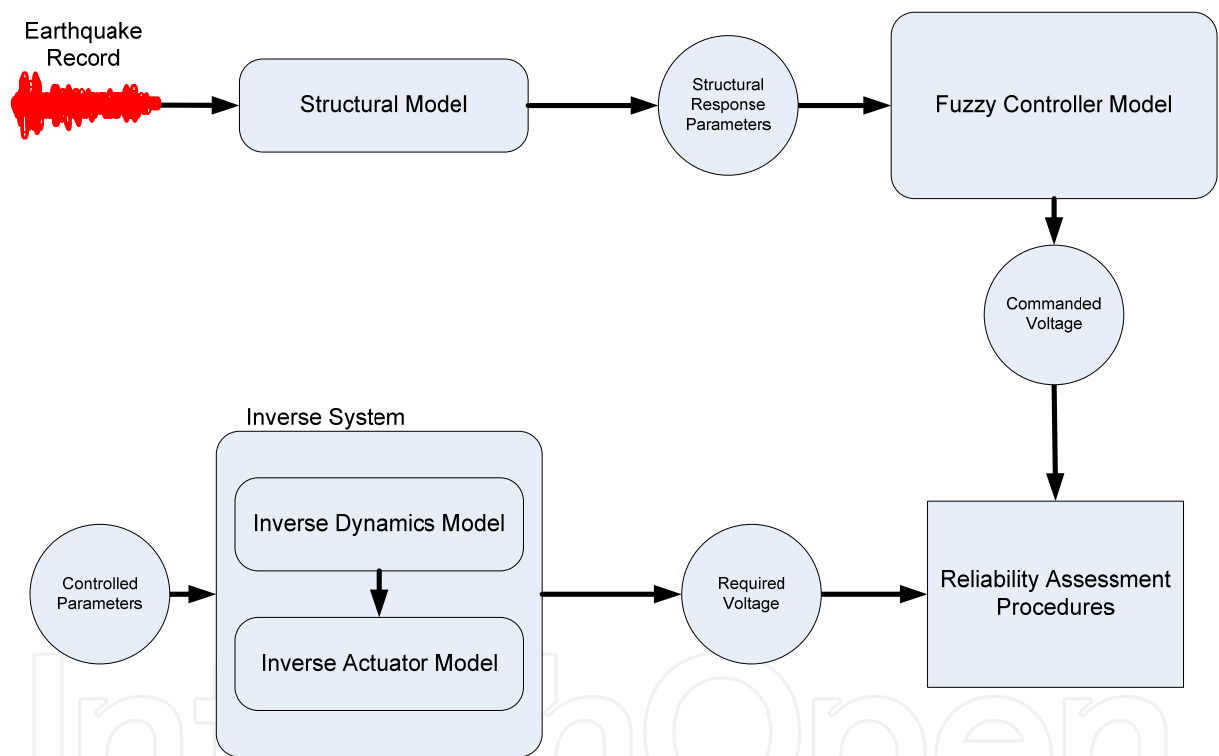 Earthquake
Record
Structural Model
Structural
Response
Parameters
Fuzzy Controller Model
Commanded
Voltage
Inverse System
Inverse Dynamics Model
Controlled
Parameters
Required
Voltage
Reliability Assessment
Procedures
Inverse Actuator Model
IntechOpen